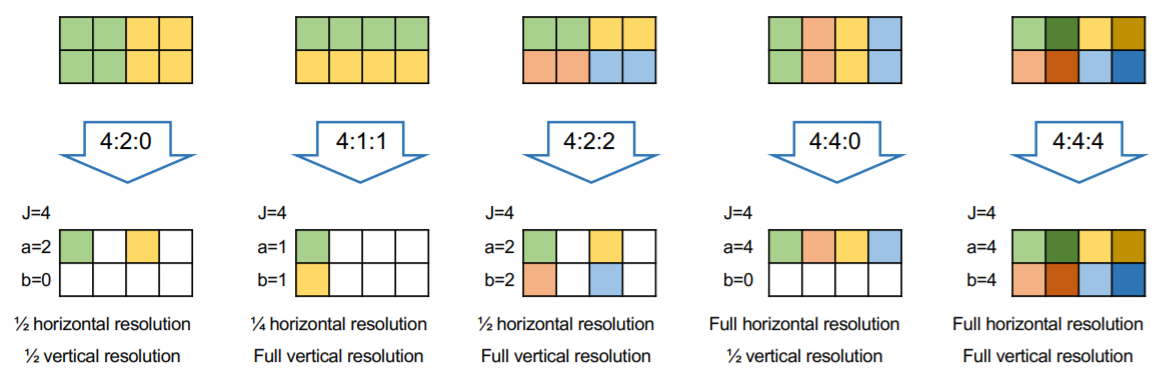 4:2:0 4:1:1 4:2:2 4:4:0 4:4:4
J=4 J=4 J=4 J=4 J=4
a=2 a=1 a=2 a=4 a=4
b=0 b=1 b=2 b=0 b=4
½ horizontal resolution ¼ horizontal resolution ½ horizontal resolution Full horizontal resolution Full horizontal resolution
½ vertical resolution Full vertical resolution Full vertical resolution ½ vertical resolution Full vertical resolution